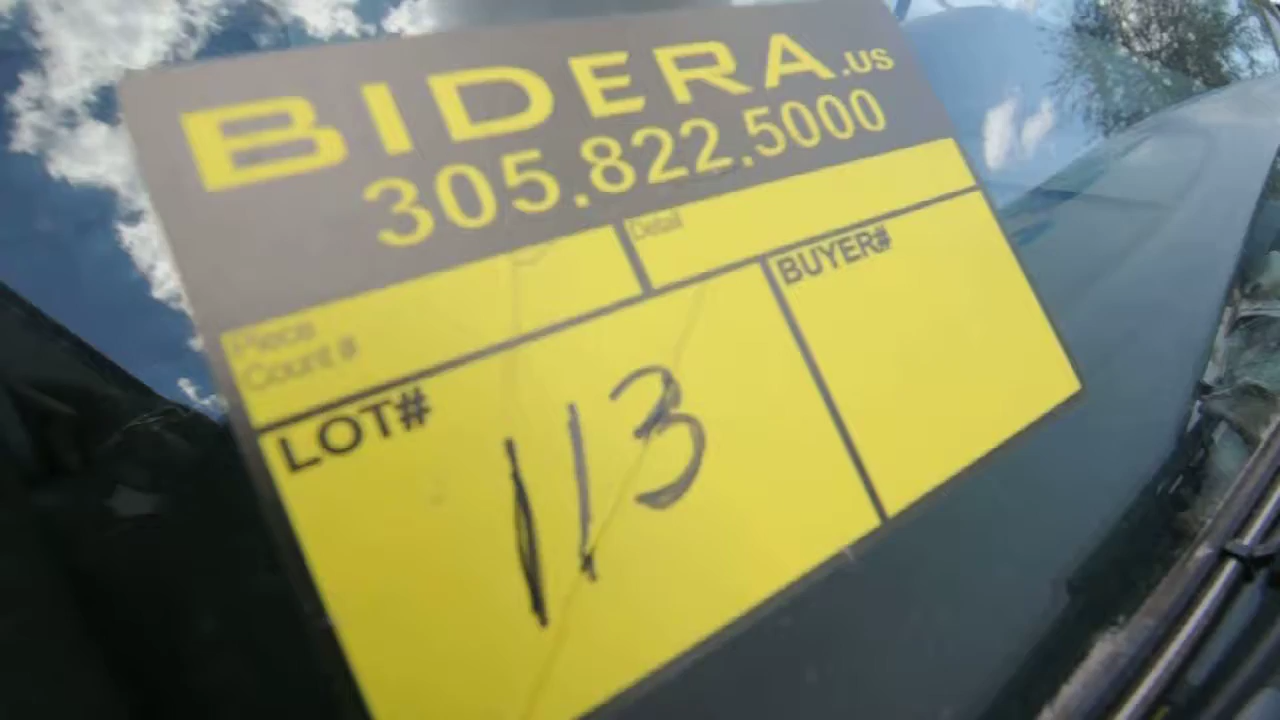 BIDERA.us
305.822.5000
Piece
Count #
Detail
LOT#
BUYER#
113